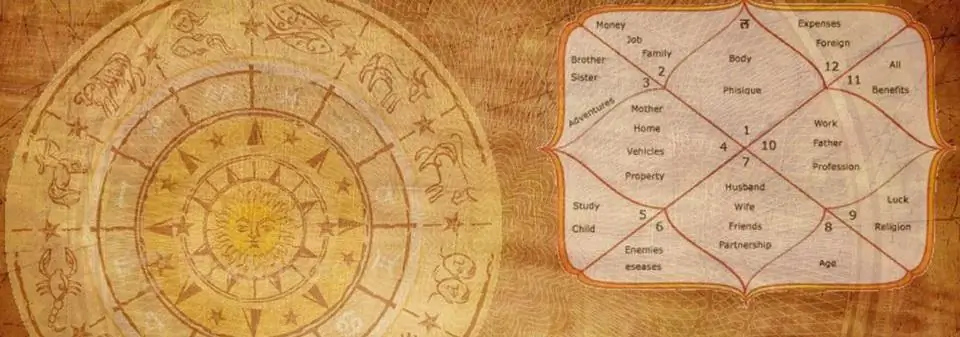 ल
Money
Job
Family
2
Brother
Sister
3
Adventures
Body
Phisique
1
Expenses
Foreign
12
All
11
Benefits
Mother
Home
4
Vehicles
Property
Work
10
Father
Profession
Study
5
Child
6
Enemies
eseases
7
Husband
Wife
Friends
Partnership
8
Age
9
Luck
Religion